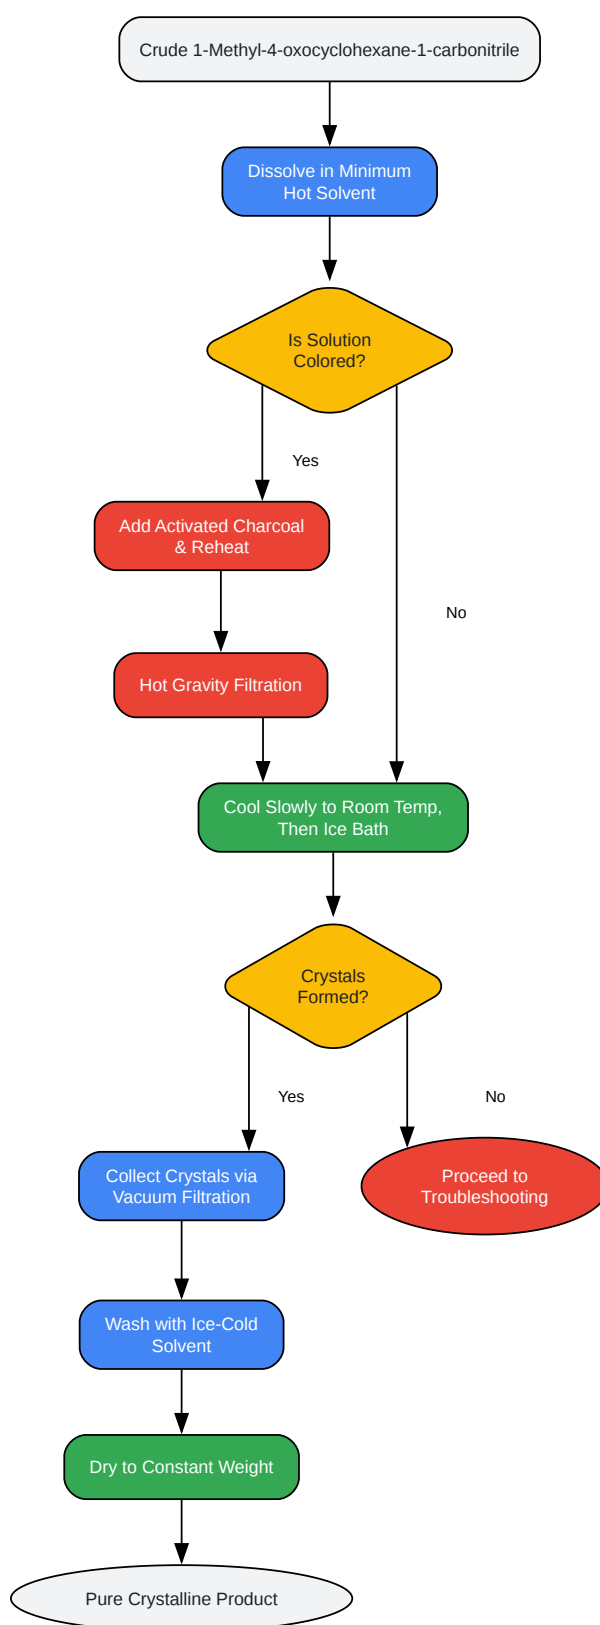 Crude 1-Methyl-4-oxocyclohexane-1-carbonitrile
Dissolve in Minimum
Hot Solvent
Is Solution
Colored?
Yes
Add Activated Charcoal
& Reheat
No
Hot Gravity Filtration
Cool Slowly to Room Temp,
Then Ice Bath
Crystals
Formed?
Yes
No
Collect Crystals via
Vacuum Filtration
Proceed to
Troubleshooting
Wash with Ice-Cold
Solvent
Dry to Constant Weight
Pure Crystalline Product